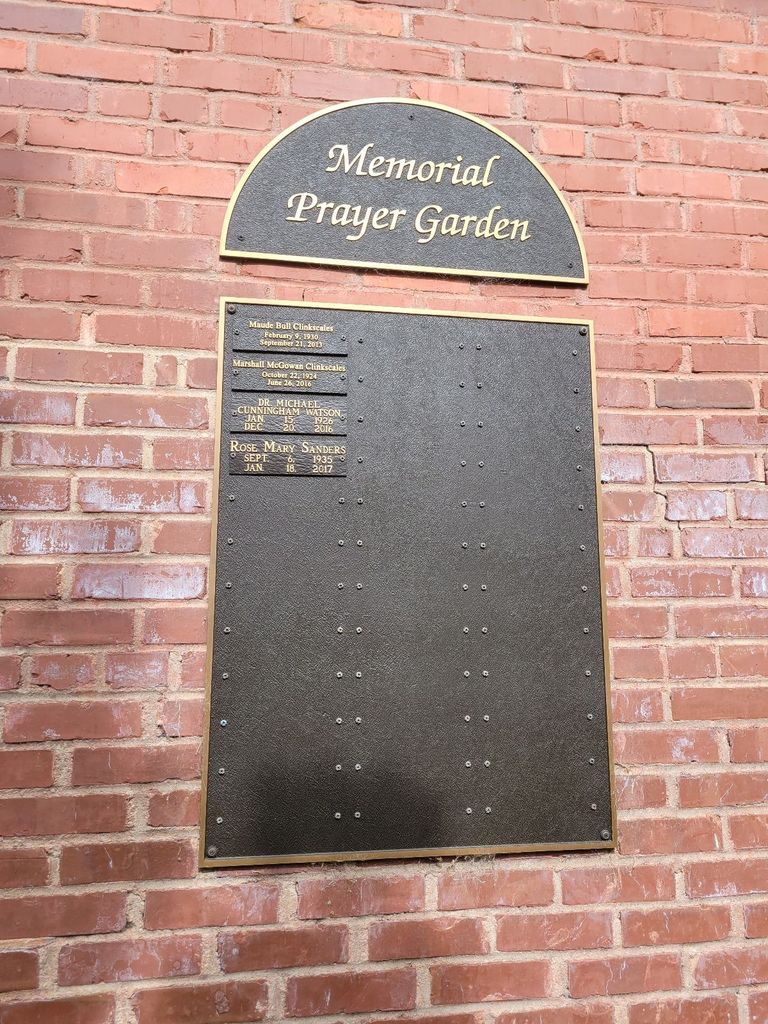 Memorial
Prayer Garden
Maude Bull Clinkscales
February 9, 1930
September 21, 2013
Marshall McGowan Clinkscales
October 22, 1924
June 26, 2016
DR. MICHAEL
CUNNINGHAM WATSON
JAN. 15, 1926
DEC. 20, 2016
ROSE MARY SANDERS
SEPT. 6, 1935
JAN. 18, 2017